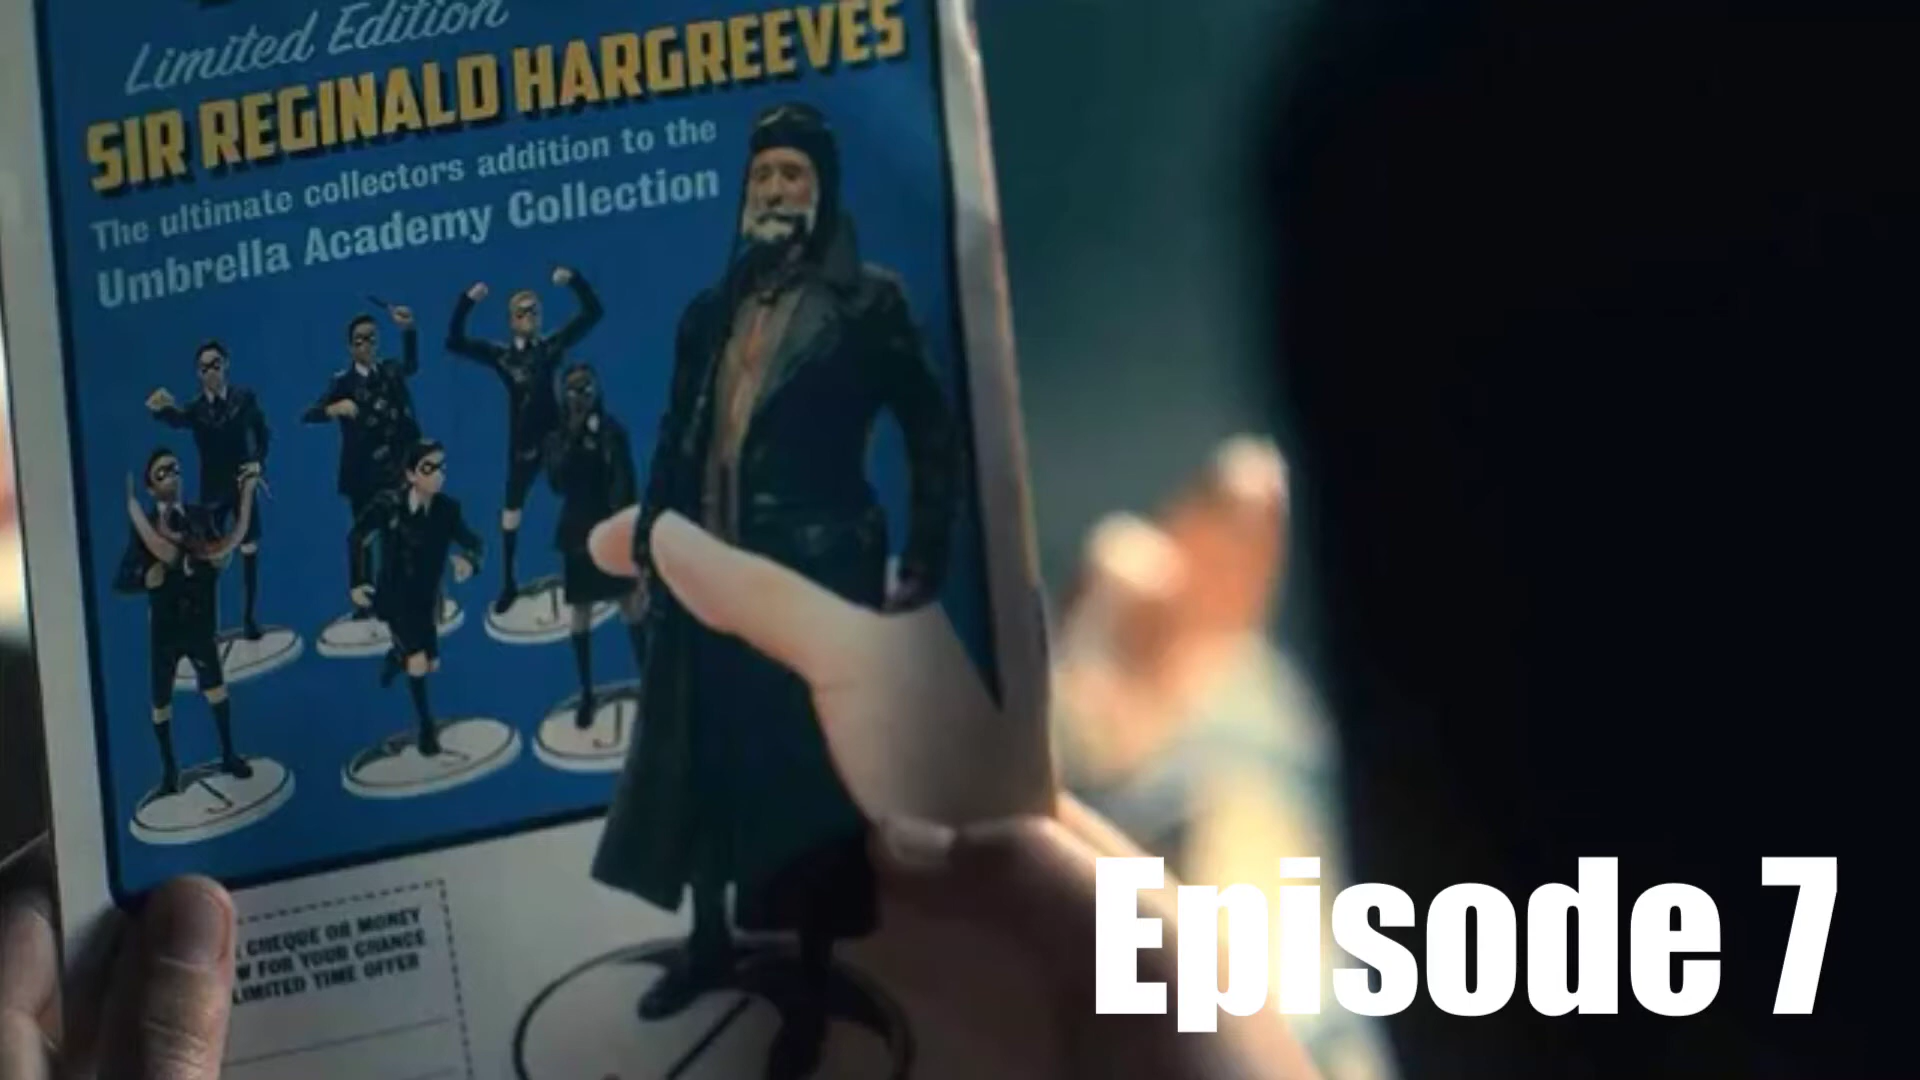 Limited Edition
SIR REGINALD HARGREEVES
The ultimate collectors addition to the
Umbrella Academy Collection
CHEQUE OR MONEY
FOR YOUR CHANCE
LIMITED TIME OFFER
Episode 7